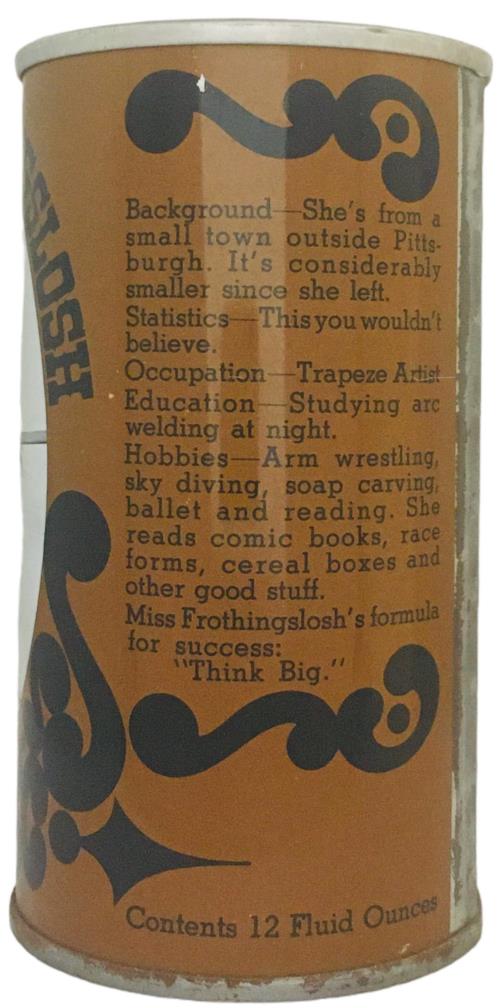 SLOSH
Background—She's from a
small town outside Pitts-
burgh. It's considerably
smaller since she left.
Statistics—This you wouldn't
believe.
Occupation—Trapeze Artist
Education—Studying arc
welding at night.
Hobbies—Arm wrestling,
sky diving, soap carving,
ballet and reading. She
reads comic books, race
forms, cereal boxes and
other good stuff.
Miss Frothingslosh's formula
for success:
"Think Big."
Contents 12 Fluid Ounces